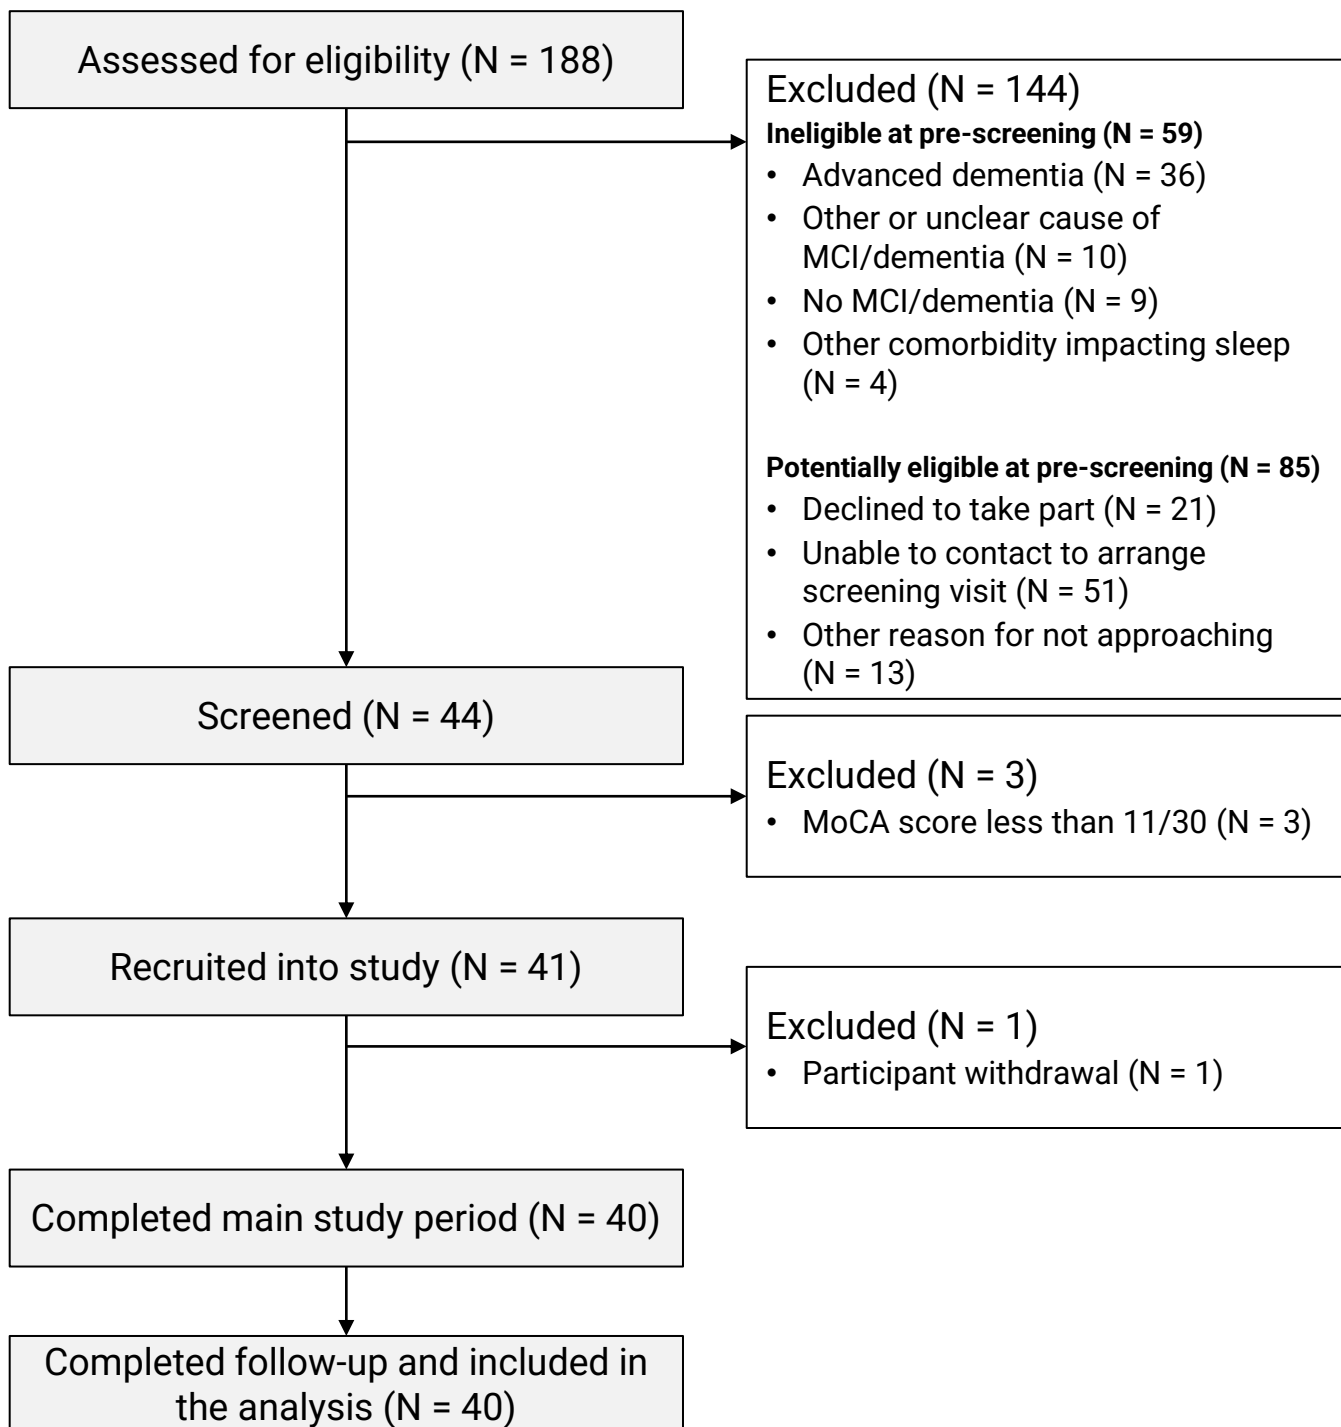 Assessed for eligibility (N = 188)
Excluded (N = 144)
Ineligible at pre-screening (N = 59)
• Advanced dementia (N = 36)
• Other or unclear cause of
MCI/dementia (N = 10)
• No MCI/dementia (N = 9)
• Other comorbidity impacting sleep
(N = 4)
Potentially eligible at pre-screening (N = 85)
• Declined to take part (N = 21)
• Unable to contact to arrange
screening visit (N = 51)
• Other reason for not approaching
(N = 13)
Screened (N = 44)
Excluded (N = 3)
• MoCA score less than 11/30 (N = 3)
Recruited into study (N = 41)
Excluded (N = 1)
• Participant withdrawal (N = 1)
Completed main study period (N = 40)
Completed follow-up and included in
the analysis (N = 40)